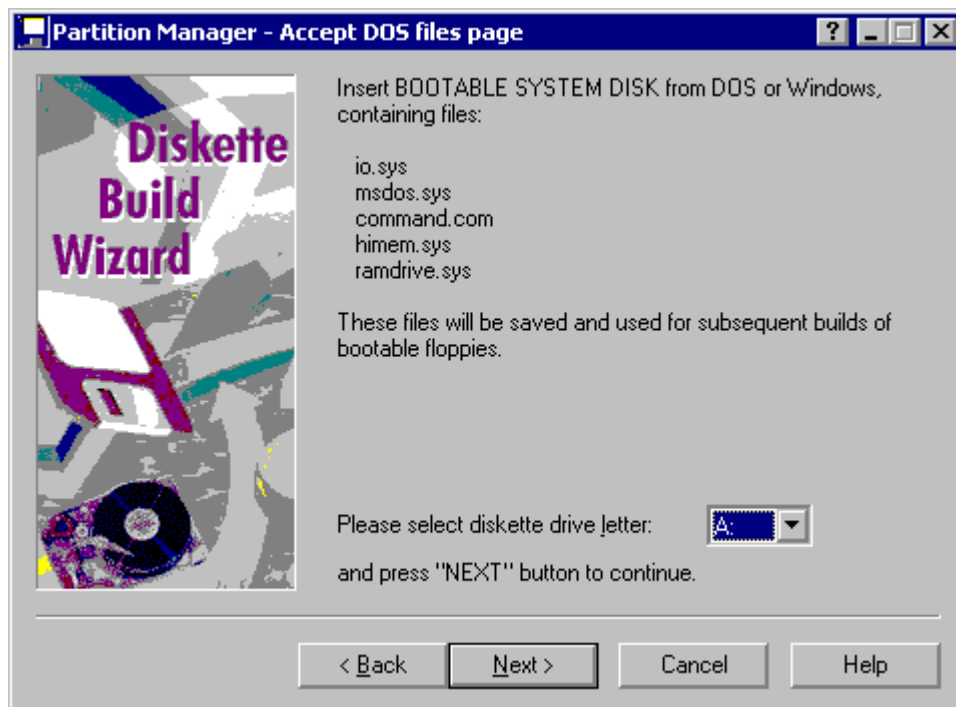 Partition Manager - Accept DOS files page
Diskette
Build
Wizard
Insert BOOTABLE SYSTEM DISK from DOS or Windows,
containing files:
io.sys
msdos.sys
command.com
himem.sys
ramdrive.sys
These files will be saved and used for subsequent builds of
bootable floppies.
Please select diskette drive letter: A:
and press "NEXT" button to continue.
< Back Next > Cancel Help